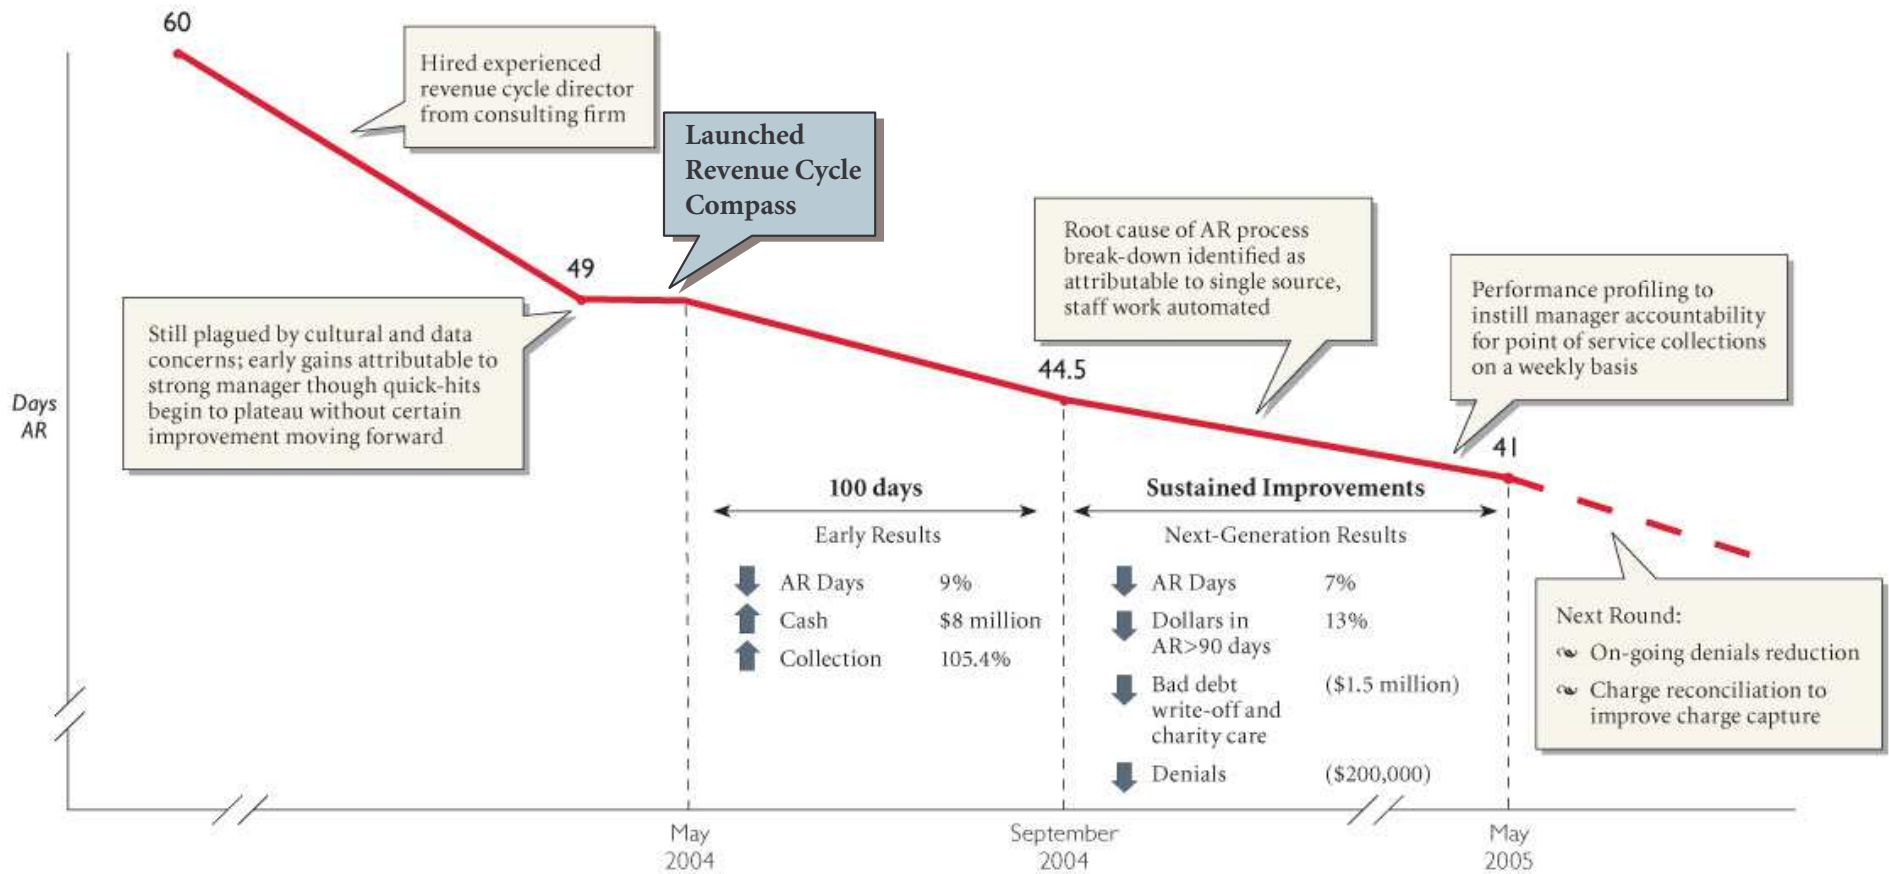 60
Hired experienced
revenue cycle director
from consulting firm
Launched
Revenue Cycle
Compass
49
Still plagued by cultural and data
concerns; early gains attributable to
strong manager though quick-hits
begin to plateau without certain
improvement moving forward
Root cause of AR process
break-down identified as
attributable to single source,
staff work automated
44.5
Performance profiling to
instill manager accountability
for point of service collections
on a weekly basis
41
Days
AR
100 days
Early Results
AR Days 9%
Cash $8 million
Collection 105.4%
Sustained Improvements
Next-Generation Results
AR Days 7%
Dollars in 13%
AR>90 days
Bad debt ($1.5 million)
write-off and
charity care
Denials ($200,000)
Next Round:
On-going denials reduction
Charge reconciliation to
improve charge capture
May
2004
September
2004
May
2005